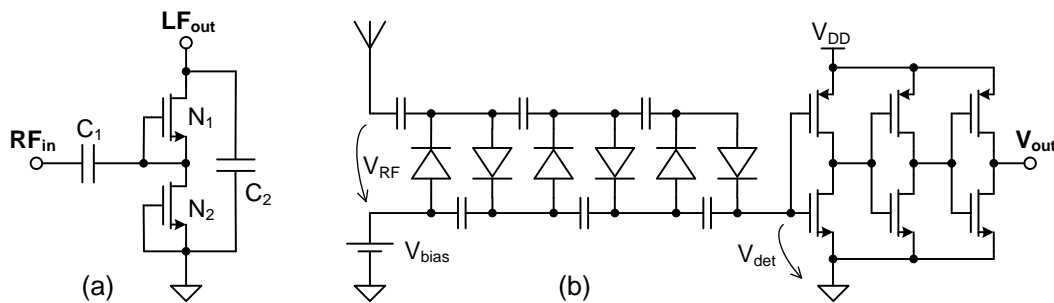 LFout
N1
C1
RFin
N2
C2
(a)
VDD
VRF
Vbias
Vdet
Vout
(b)